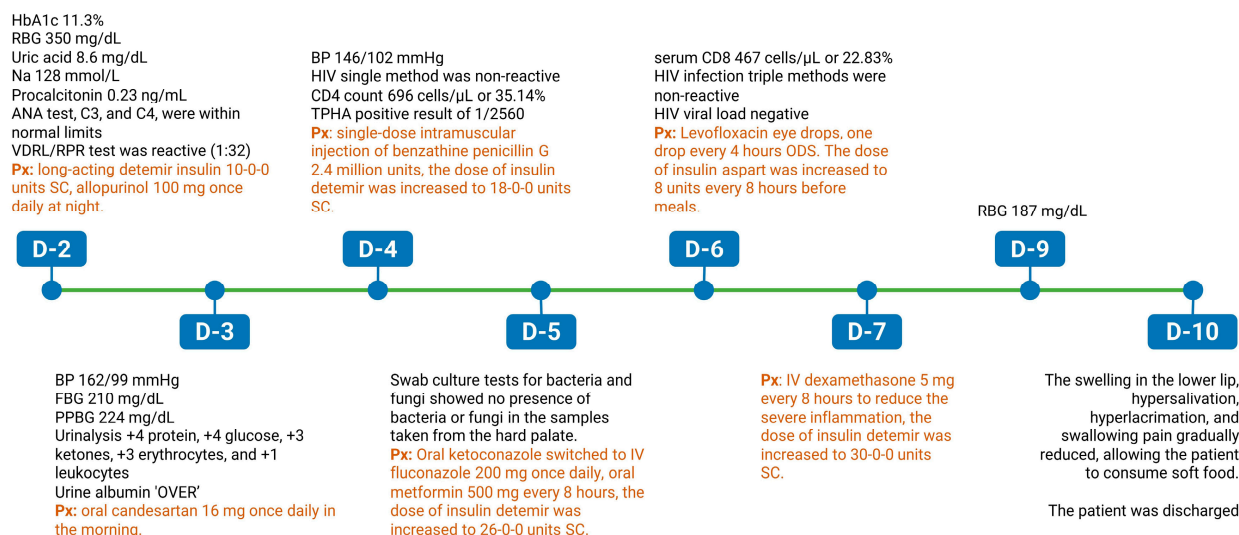 HbA1c 11.3%
RBG 350 mg/dL
Uric acid 8.6 mg/dL
Na 128 mmol/L
Procalcitonin 0.23 ng/mL
ANA test, C3, and C4, were within
normal limits
VDRL/RPR test was reactive (1:32)
Px: long-acting detemir insulin 10-0-0
units SC, allopurinol 100 mg once
daily at night.
D-2
BP 162/99 mmHg
FBG 210 mg/dL
PPBG 224 mg/dL
Urinalysis +4 protein, +4 glucose, +3
ketones, +3 erythrocytes, and +1
leukocytes
Urine albumin 'OVER’
Px: oral candesartan 16 mg once daily in
the morning.
D-3
BP 146/102 mmHg
HIV single method was non-reactive
CD4 count 696 cells/µL or 35.14%
TPHA positive result of 1/2560
Px: single-dose intramuscular
injection of benzathine penicillin G
2.4 million units, the dose of insulin
detemir was increased to 18-0-0 units
SC.
D-4
D-5
Swab culture tests for bacteria and
fungi showed no presence of
bacteria or fungi in the samples
taken from the hard palate.
Px: Oral ketoconazole switched to IV
fluconazole 200 mg once daily, oral
metformin 500 mg every 8 hours, the
dose of insulin detemir was
increased to 26-0-0 units SC.
serum CD8 467 cells/µL or 22.83%
HIV infection triple methods were
non-reactive
HIV viral load negative
Px: Levofloxacin eye drops, one
drop every 4 hours ODS. The dose
of insulin aspart was increased to
8 units every 8 hours before
meals.
D-6
D-7
Px: IV dexamethasone 5 mg
every 8 hours to reduce the
severe inflammation, the
dose of insulin detemir was
increased to 30-0-0 units
SC.
RBG 187 mg/dL
D-9
D-10
The swelling in the lower lip,
hypersalivation,
hyperlacrimation, and
swallowing pain gradually
reduced, allowing the patient
to consume soft food.
The patient was discharged